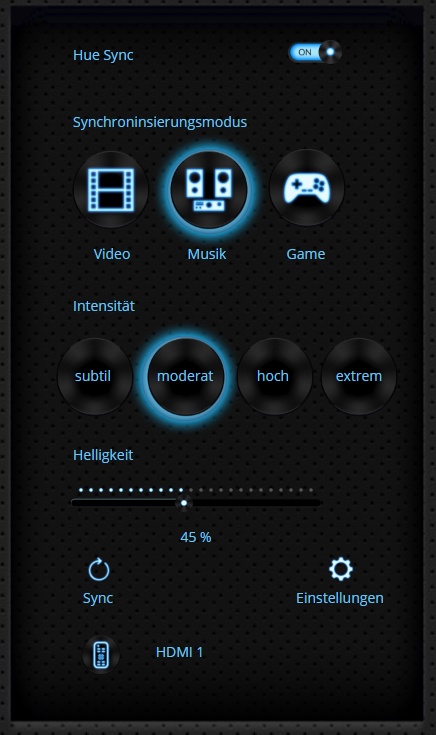 Hue Sync
ON
Synchroninsierungsmodus
Video Musik Game
Intensität
subtil moderat hoch extrem
Helligkeit
45 %
Sync Einstellungen
HDMI 1